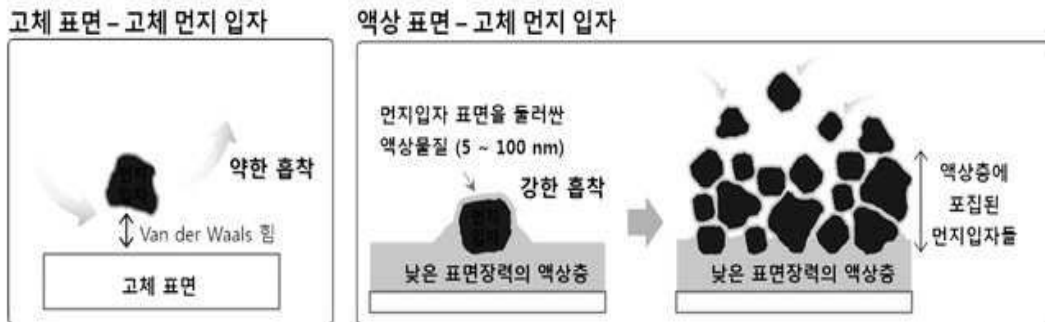 고체 표면 – 고체 먼지 입자
액상 표면 – 고체 먼지 입자
약한 흡착
Van der Waals 힘
고체 표면
먼지입자 표면을 둘러싼
액상물질 (5 ~ 100 nm)
강한 흡착
낮은 표면장력의 액상층
액상층에
포집된
먼지입자들
낮은 표면장력의 액상층